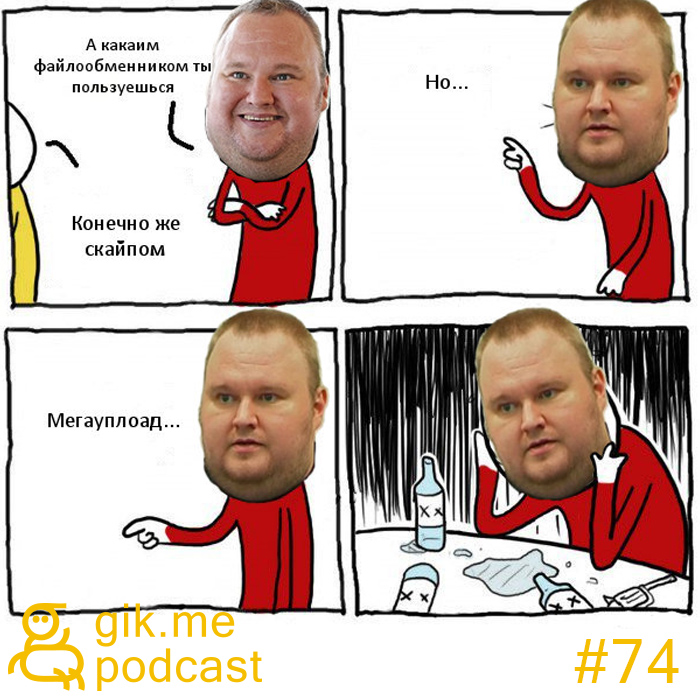 А какаим
файлообменником ты
пользуешься
Конечно же
скайпом
Но...
Мегауплоад...
x x
x x
x x
gik.me
podcast
#74